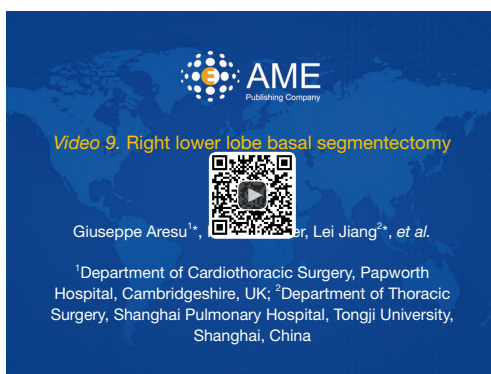 AME
Publishing Company
Video 9. Right lower lobe basal segmentectomy
Giuseppe Aresu¹*, Lei Jiang²*, et al.
¹Department of Cardiothoracic Surgery, Papworth
Hospital, Cambridgeshire, UK; ²Department of Thoracic
Surgery, Shanghai Pulmonary Hospital, Tongji University,
Shanghai, China